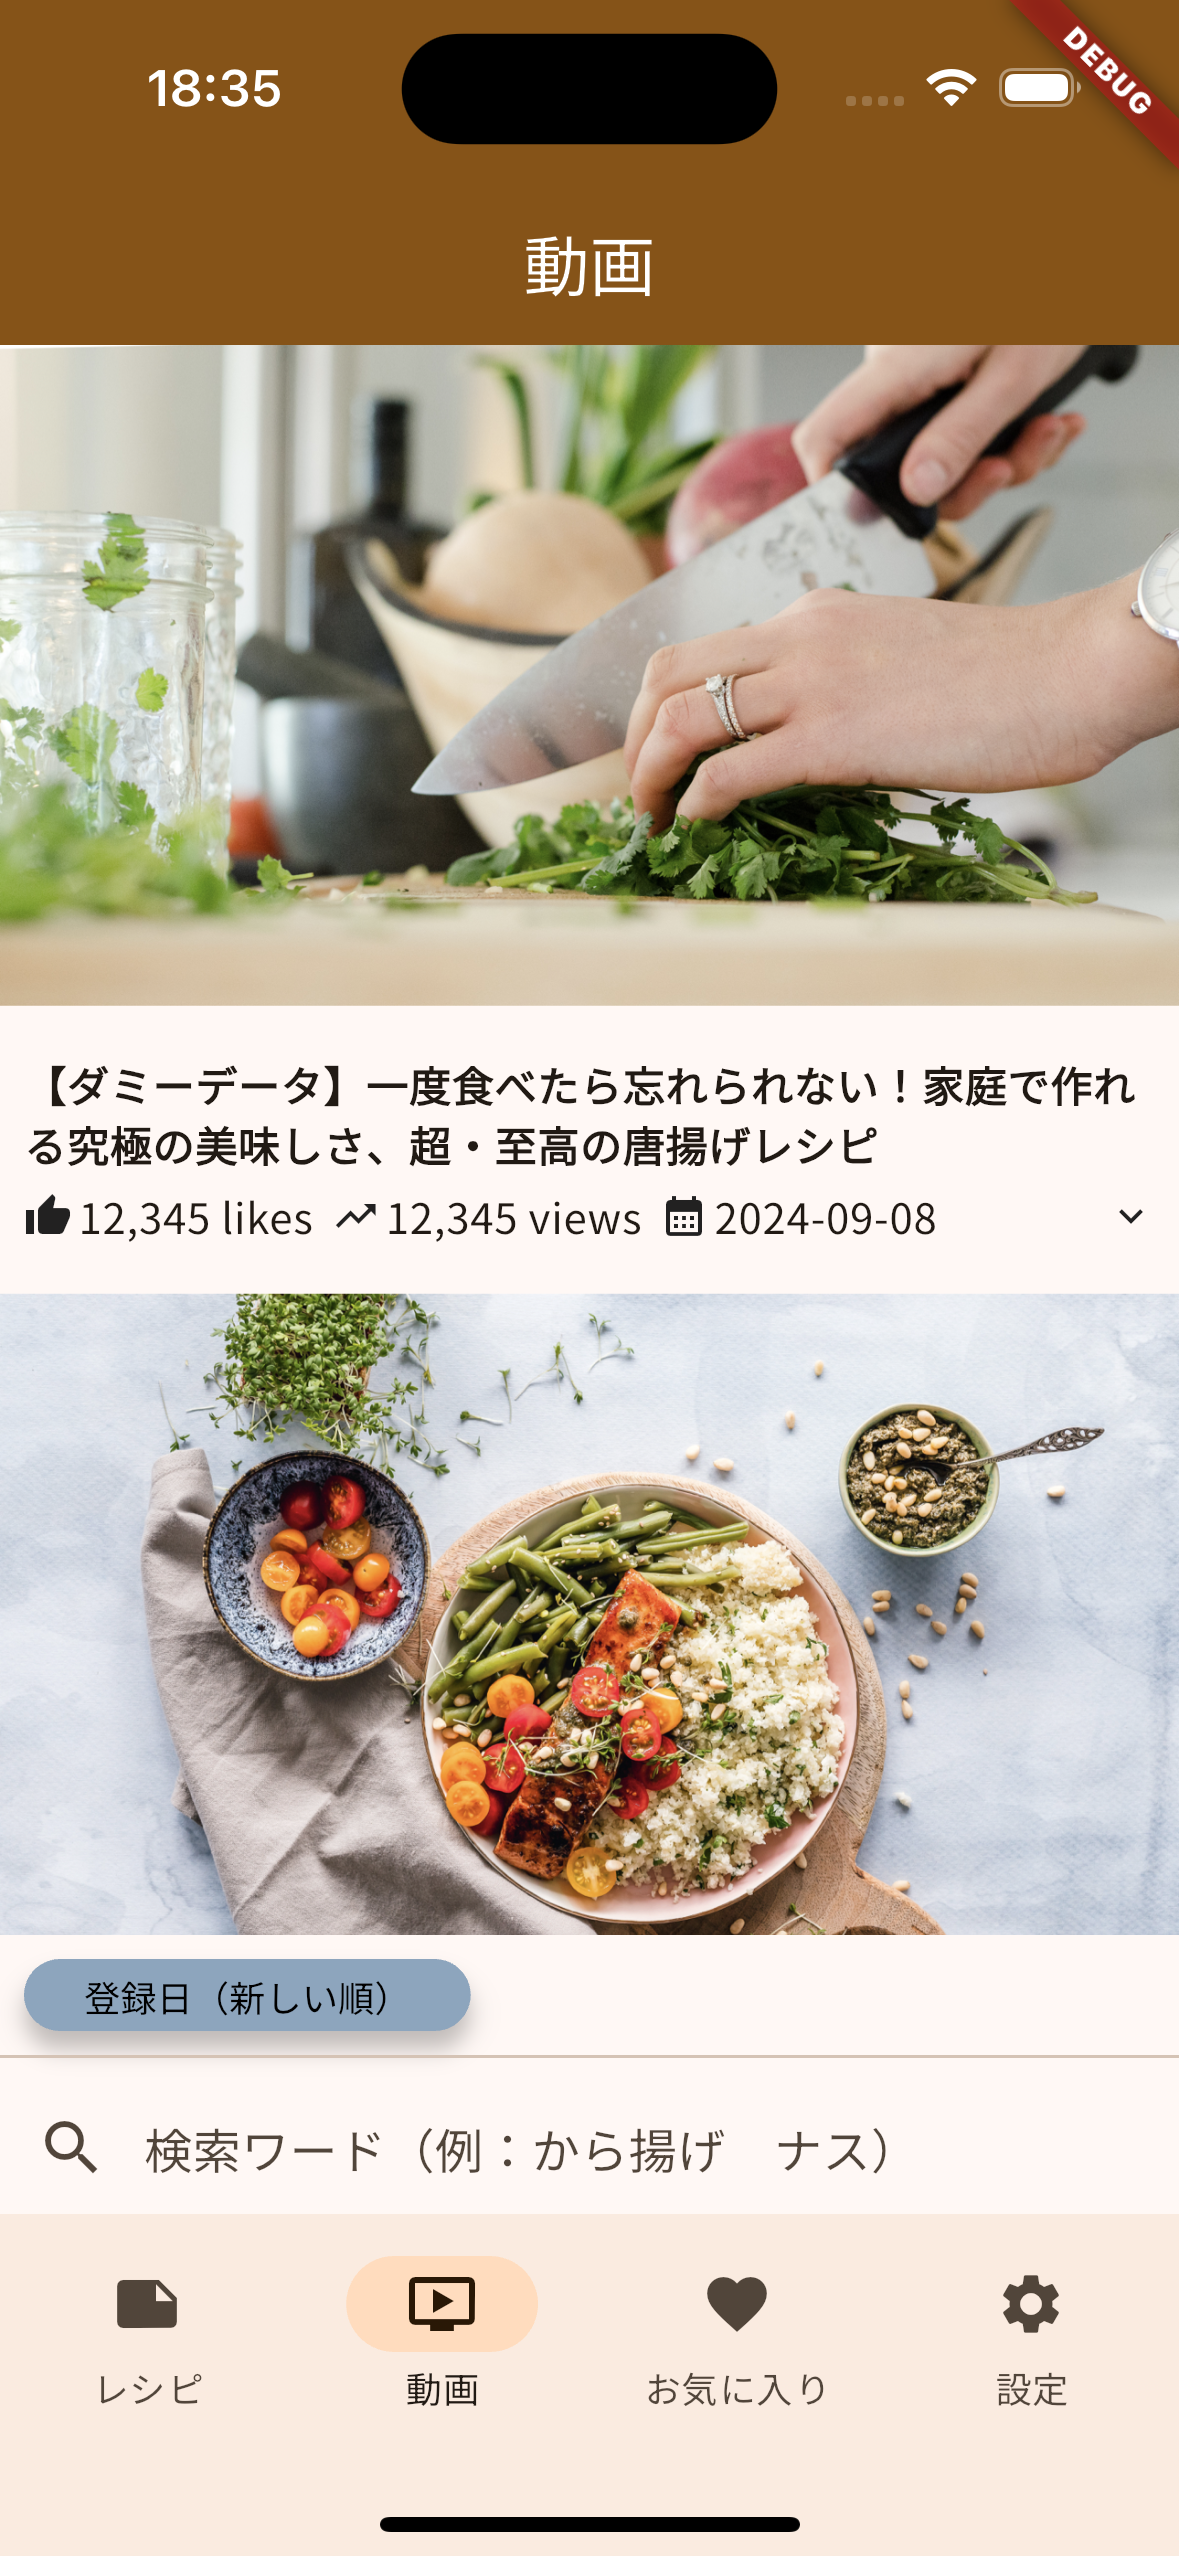 18:35
DEBUG
動画
【ダミーデータ】一度食べたら忘れられない！家庭で作れ
る究極の美味しさ、超・至高の唐揚げレシピ
12,345 likes 12,345 views 2024-09-08
登録日（新しい順）
検索ワード（例：から揚げ　ナス）
レシピ 動画 お気に入り 設定